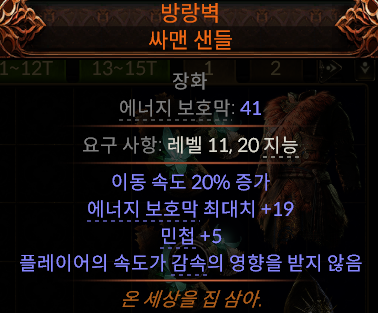 방랑벽
싸맨 샌들
1~12T 13~15T 1 2
장화
에너지 보호막: 41
요구 사항: 레벨 11, 20 지능
이동 속도 20% 증가
에너지 보호막 최대치 +19
민첩 +5
플레이어의 속도가 감속의 영향을 받지 않음
온 세상을 집 삼아.